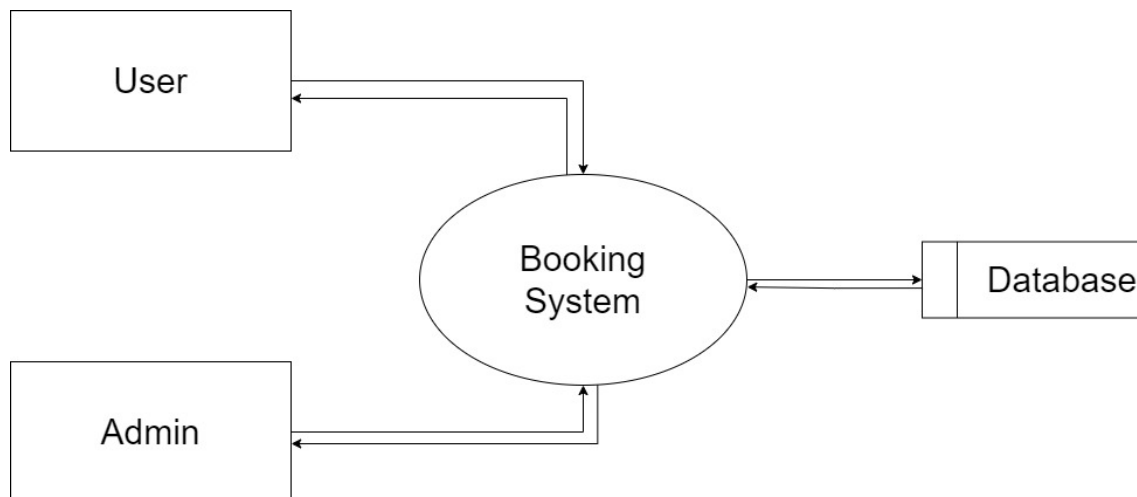 User
Booking
System
Database
Admin